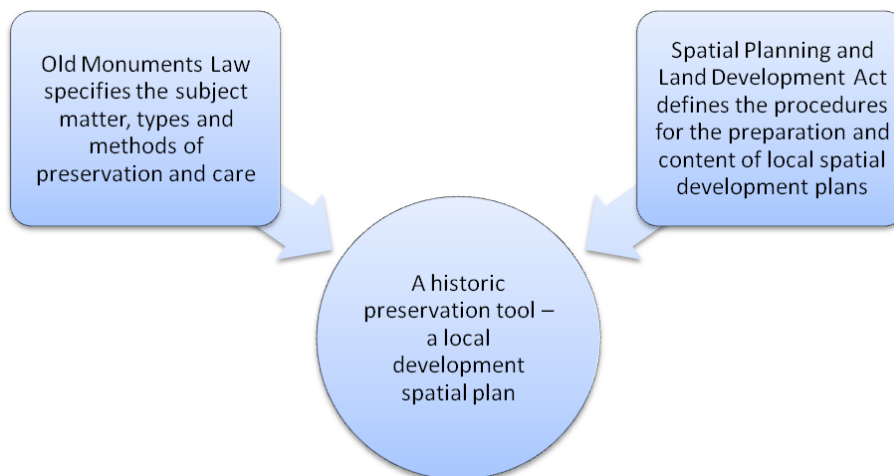 Old Monuments Law
specifies the subject
matter, types and
methods of
preservation and care
Spatial Planning and
Land Development Act
defines the procedures
for the preparation and
content of local spatial
development plans
A historic
preservation tool –
a local
development
spatial plan